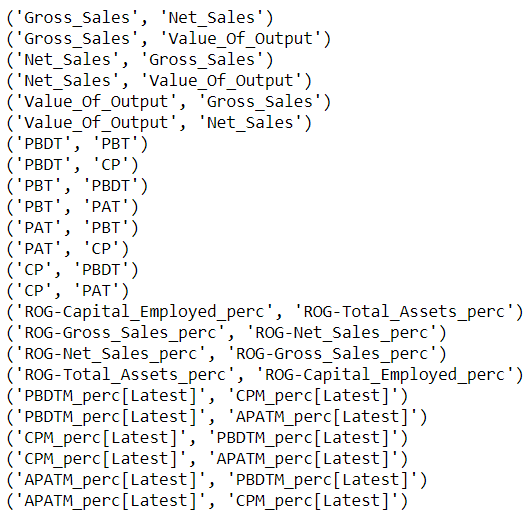 ('Gross_Sales', 'Net_Sales')
('Gross_Sales', 'Value_Of_Output')
('Net_Sales', 'Gross_Sales')
('Net_Sales', 'Value_Of_Output')
('Value_Of_Output', 'Gross_Sales')
('Value_Of_Output', 'Net_Sales')
('PBDT', 'PBT')
('PBDT', 'CP')
('PBT', 'PBDT')
('PBT', 'PAT')
('PAT', 'PBT')
('PAT', 'CP')
('CP', 'PBDT')
('CP', 'PAT')
('ROG-Capital_Employed_perc', 'ROG-Total_Assets_perc')
('ROG-Gross_Sales_perc', 'ROG-Net_Sales_perc')
('ROG-Net_Sales_perc', 'ROG-Gross_Sales_perc')
('ROG-Total_Assets_perc', 'ROG-Capital_Employed_perc')
('PBDTM_perc[Latest]', 'CPM_perc[Latest]')
('PBDTM_perc[Latest]', 'APATM_perc[Latest]')
('CPM_perc[Latest]', 'PBDTM_perc[Latest]')
('CPM_perc[Latest]', 'APATM_perc[Latest]')
('APATM_perc[Latest]', 'PBDTM_perc[Latest]')
('APATM_perc[Latest]', 'CPM_perc[Latest]')